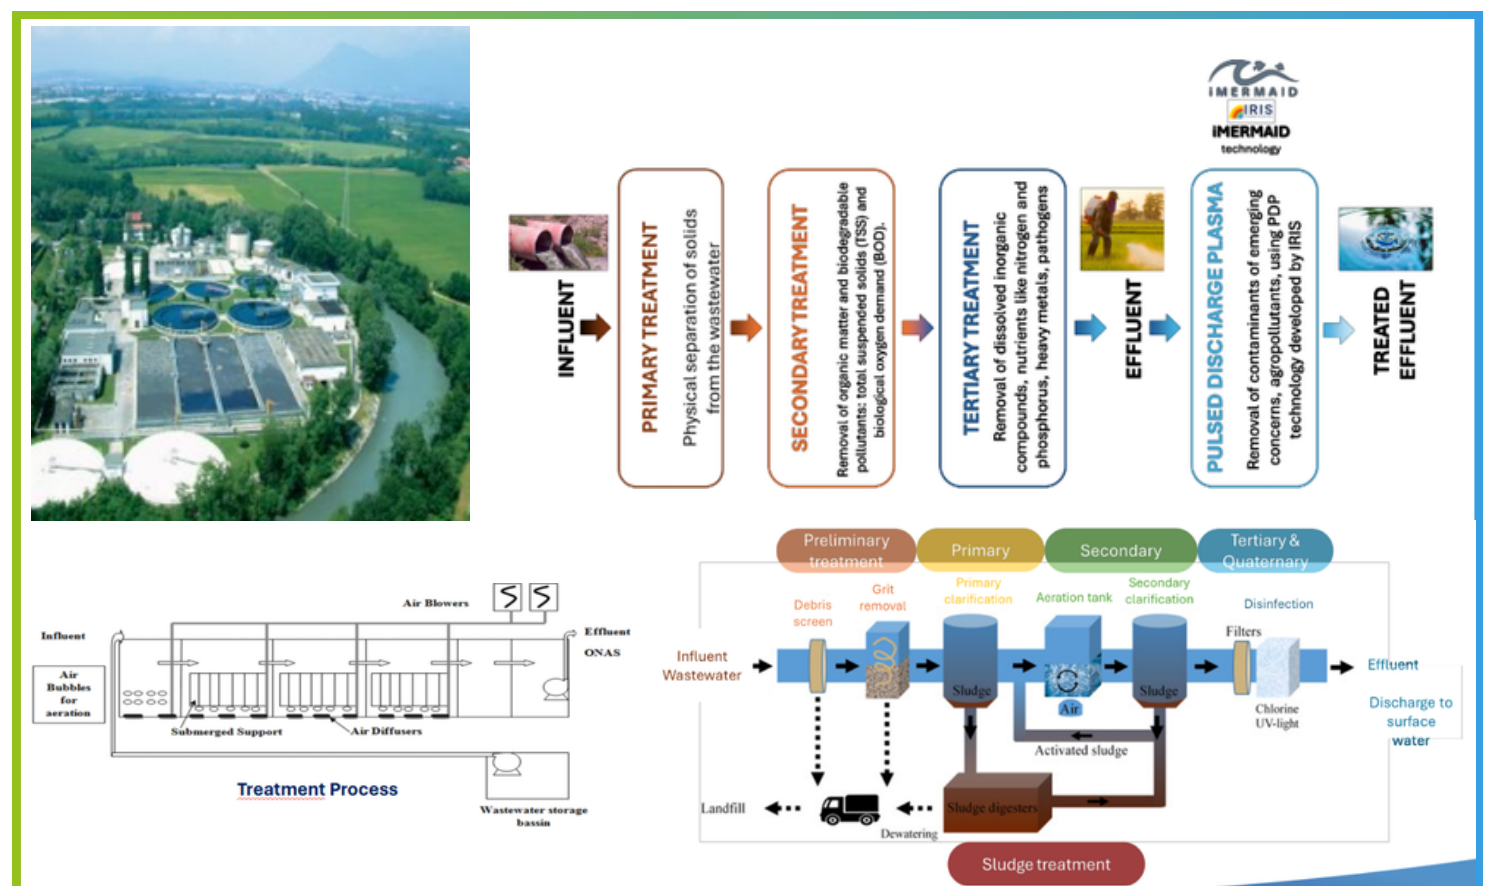 iMERMAID
IRIS
iMERMAID
technology
INFLUENT
PRIMARY TREATMENT
Physical separation of solids
from the wastewater
SECONDARY TREATMENT
Removal of organic matter and biodegradable
pollutants: total suspended solids (TSS) and
biological oxygen demand (BOD).
TERTIARY TREATMENT
Removal of dissolved inorganic
compounds, nutrients like nitrogen and
phosphorus, heavy metals, pathogens
EFFLUENT
PULSED DISCHARGE PLASMA
Removal of contaminants of emerging
concerns, agropollutants, using PDP
technology developed by IRIS
TREATED
EFFLUENT
Air Blowers
Influent
Effluent
ONAS
Air
Bubbles
for
aeration
Submerged Support
Air Diffusers
Treatment Process
Wastewater storage
bassin
Preliminary
treatment
Primary
Secondary
Tertiary &
Quaternary
Debris
screen
Grit
removal
Primary
clarification
Aeration tank
Secondary
clarification
Disinfection
Filters
Influent
Wastewater
Sludge
Air
Sludge
Chlorine
UV-light
Effluent
Discharge to
surface
water
Activated sludge
Landfill
Dewatering
Sludge digesters
Sludge treatment